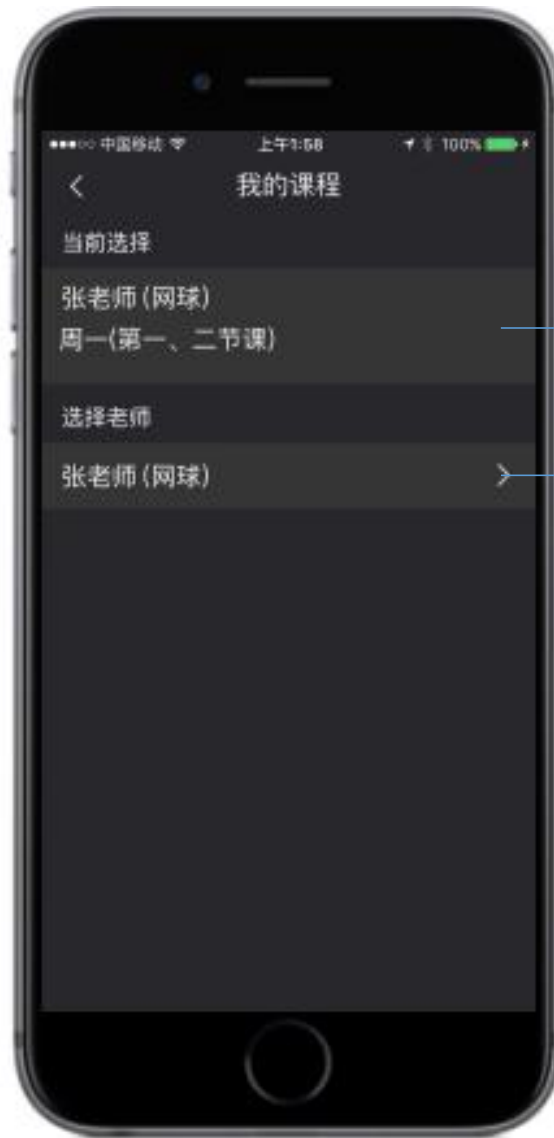 中国移动 上午1:58 100%
我的课程
当前选择
张老师(网球)
周一(第一、二节课)
选择老师
张老师(网球)